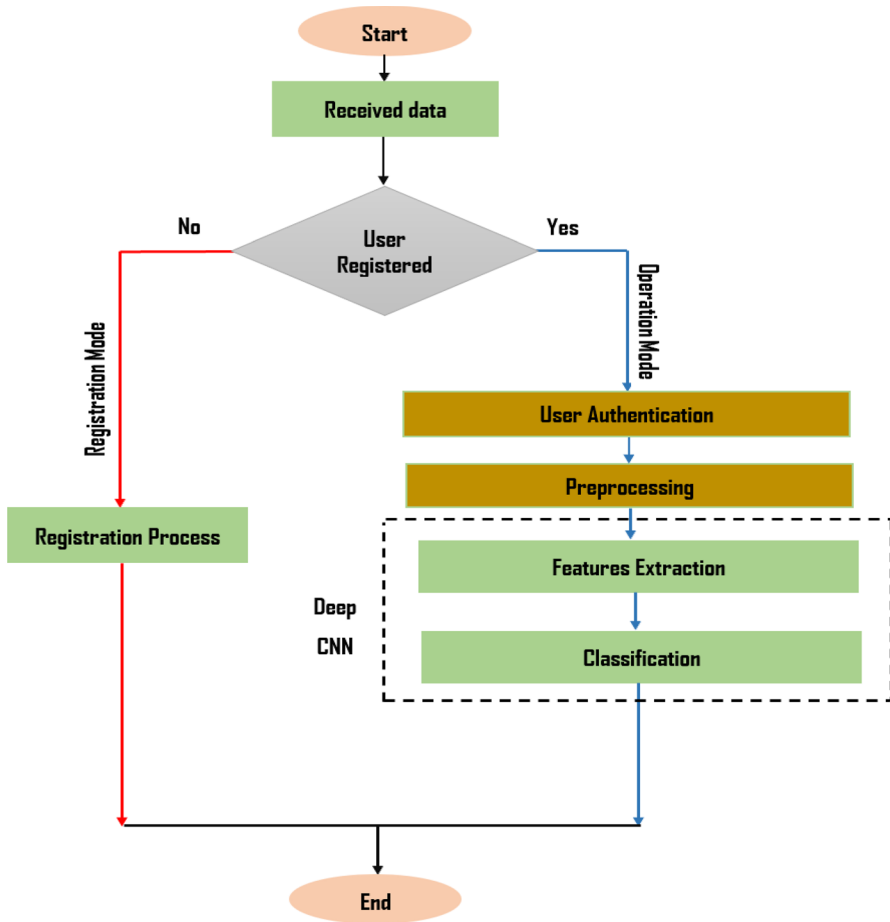 Start
Received data
No
Yes
User
Registered
Registration Mode
Operation Mode
User Authentication
Preprocessing
Registration Process
Features Extraction
Deep
CNN
Classification
End